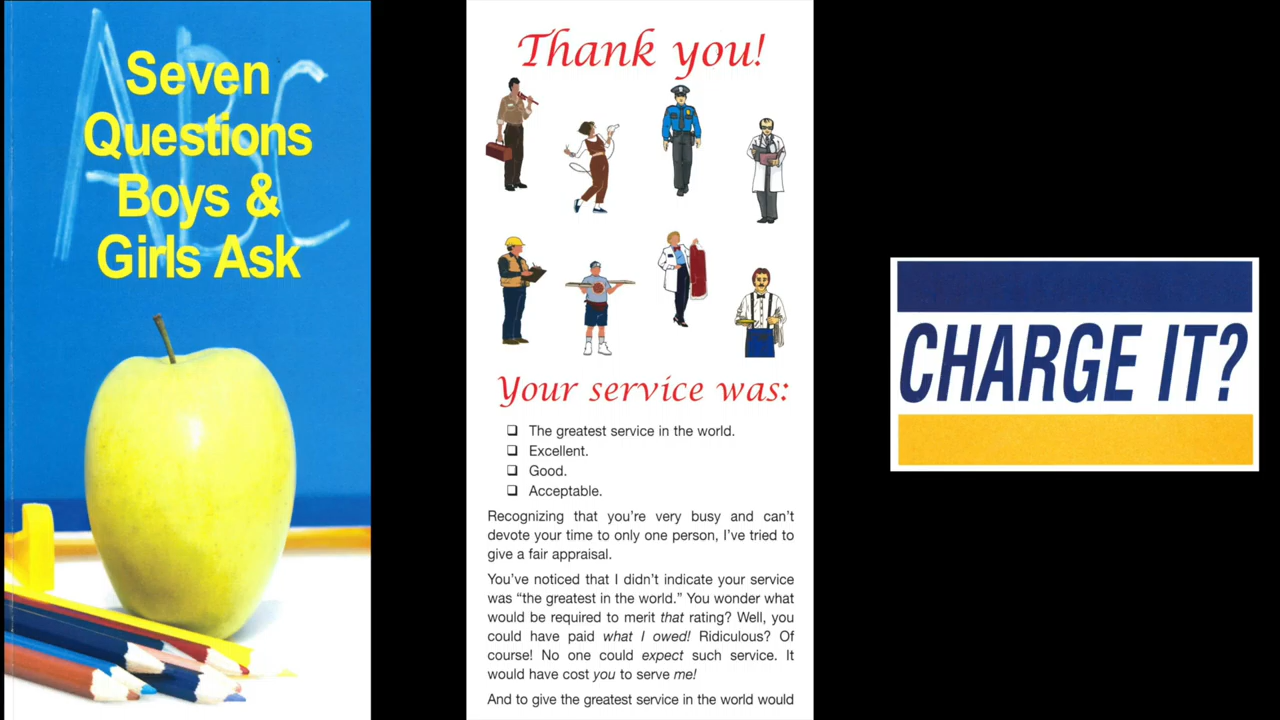 ABC
Seven
Questions
Boys &
Girls Ask
Thank you!
Your service was:
❑ The greatest service in the world.
❑ Excellent.
❑ Good.
❑ Acceptable.
Recognizing that you're very busy and can't
devote your time to only one person, I've tried to
give a fair appraisal.
You've noticed that I didn't indicate your service
was “the greatest in the world.” You wonder what
would be required to merit that rating? Well, you
could have paid what I owed! Ridiculous? Of
course! No one could expect such service. It
would have cost you to serve me!
And to give the greatest service in the world would
CHARGE IT?